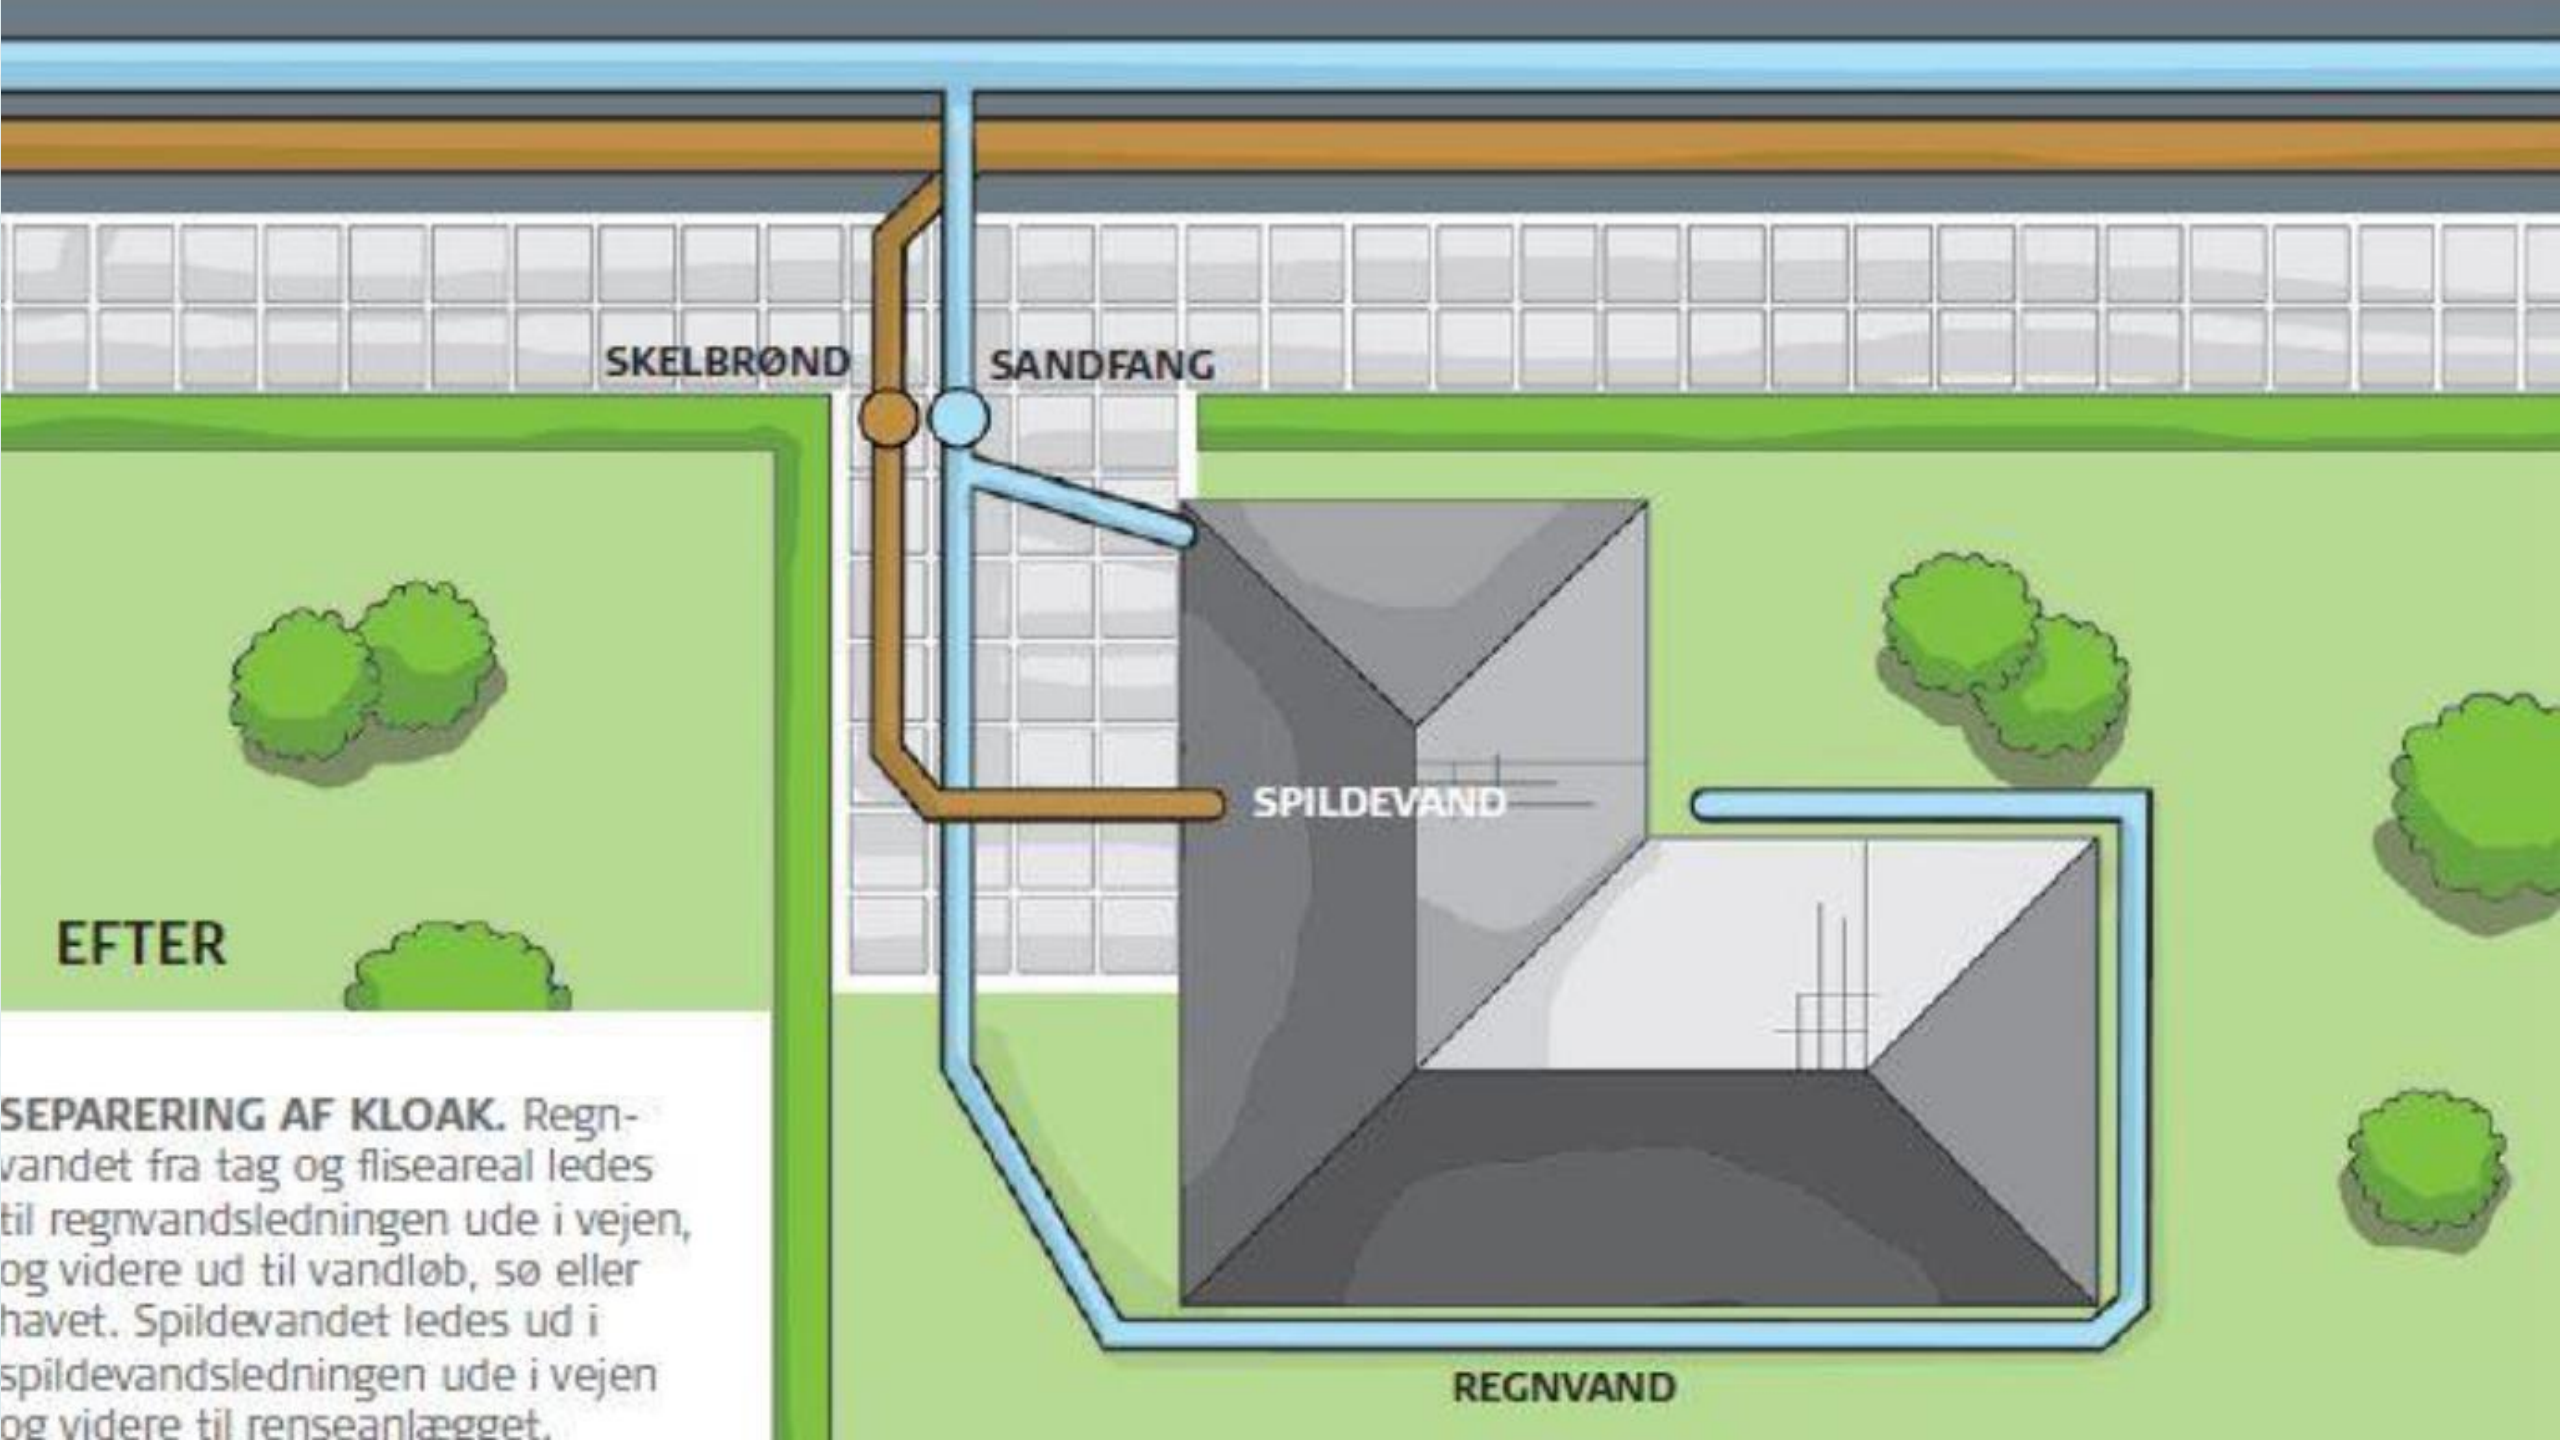 SKELBRØND
SANDFANG
SPILDEVAND
EFTER
SEPARERING AF KLOAK. Regn-
vandet fra tag og fliseareal ledes
til regnvandsledningen ude i vejen,
og videre ud til vandløb, sø eller
havet. Spildevandet ledes ud i
spildevandsledningen ude i vejen
og videre til renseanlægget.
REGNVAND